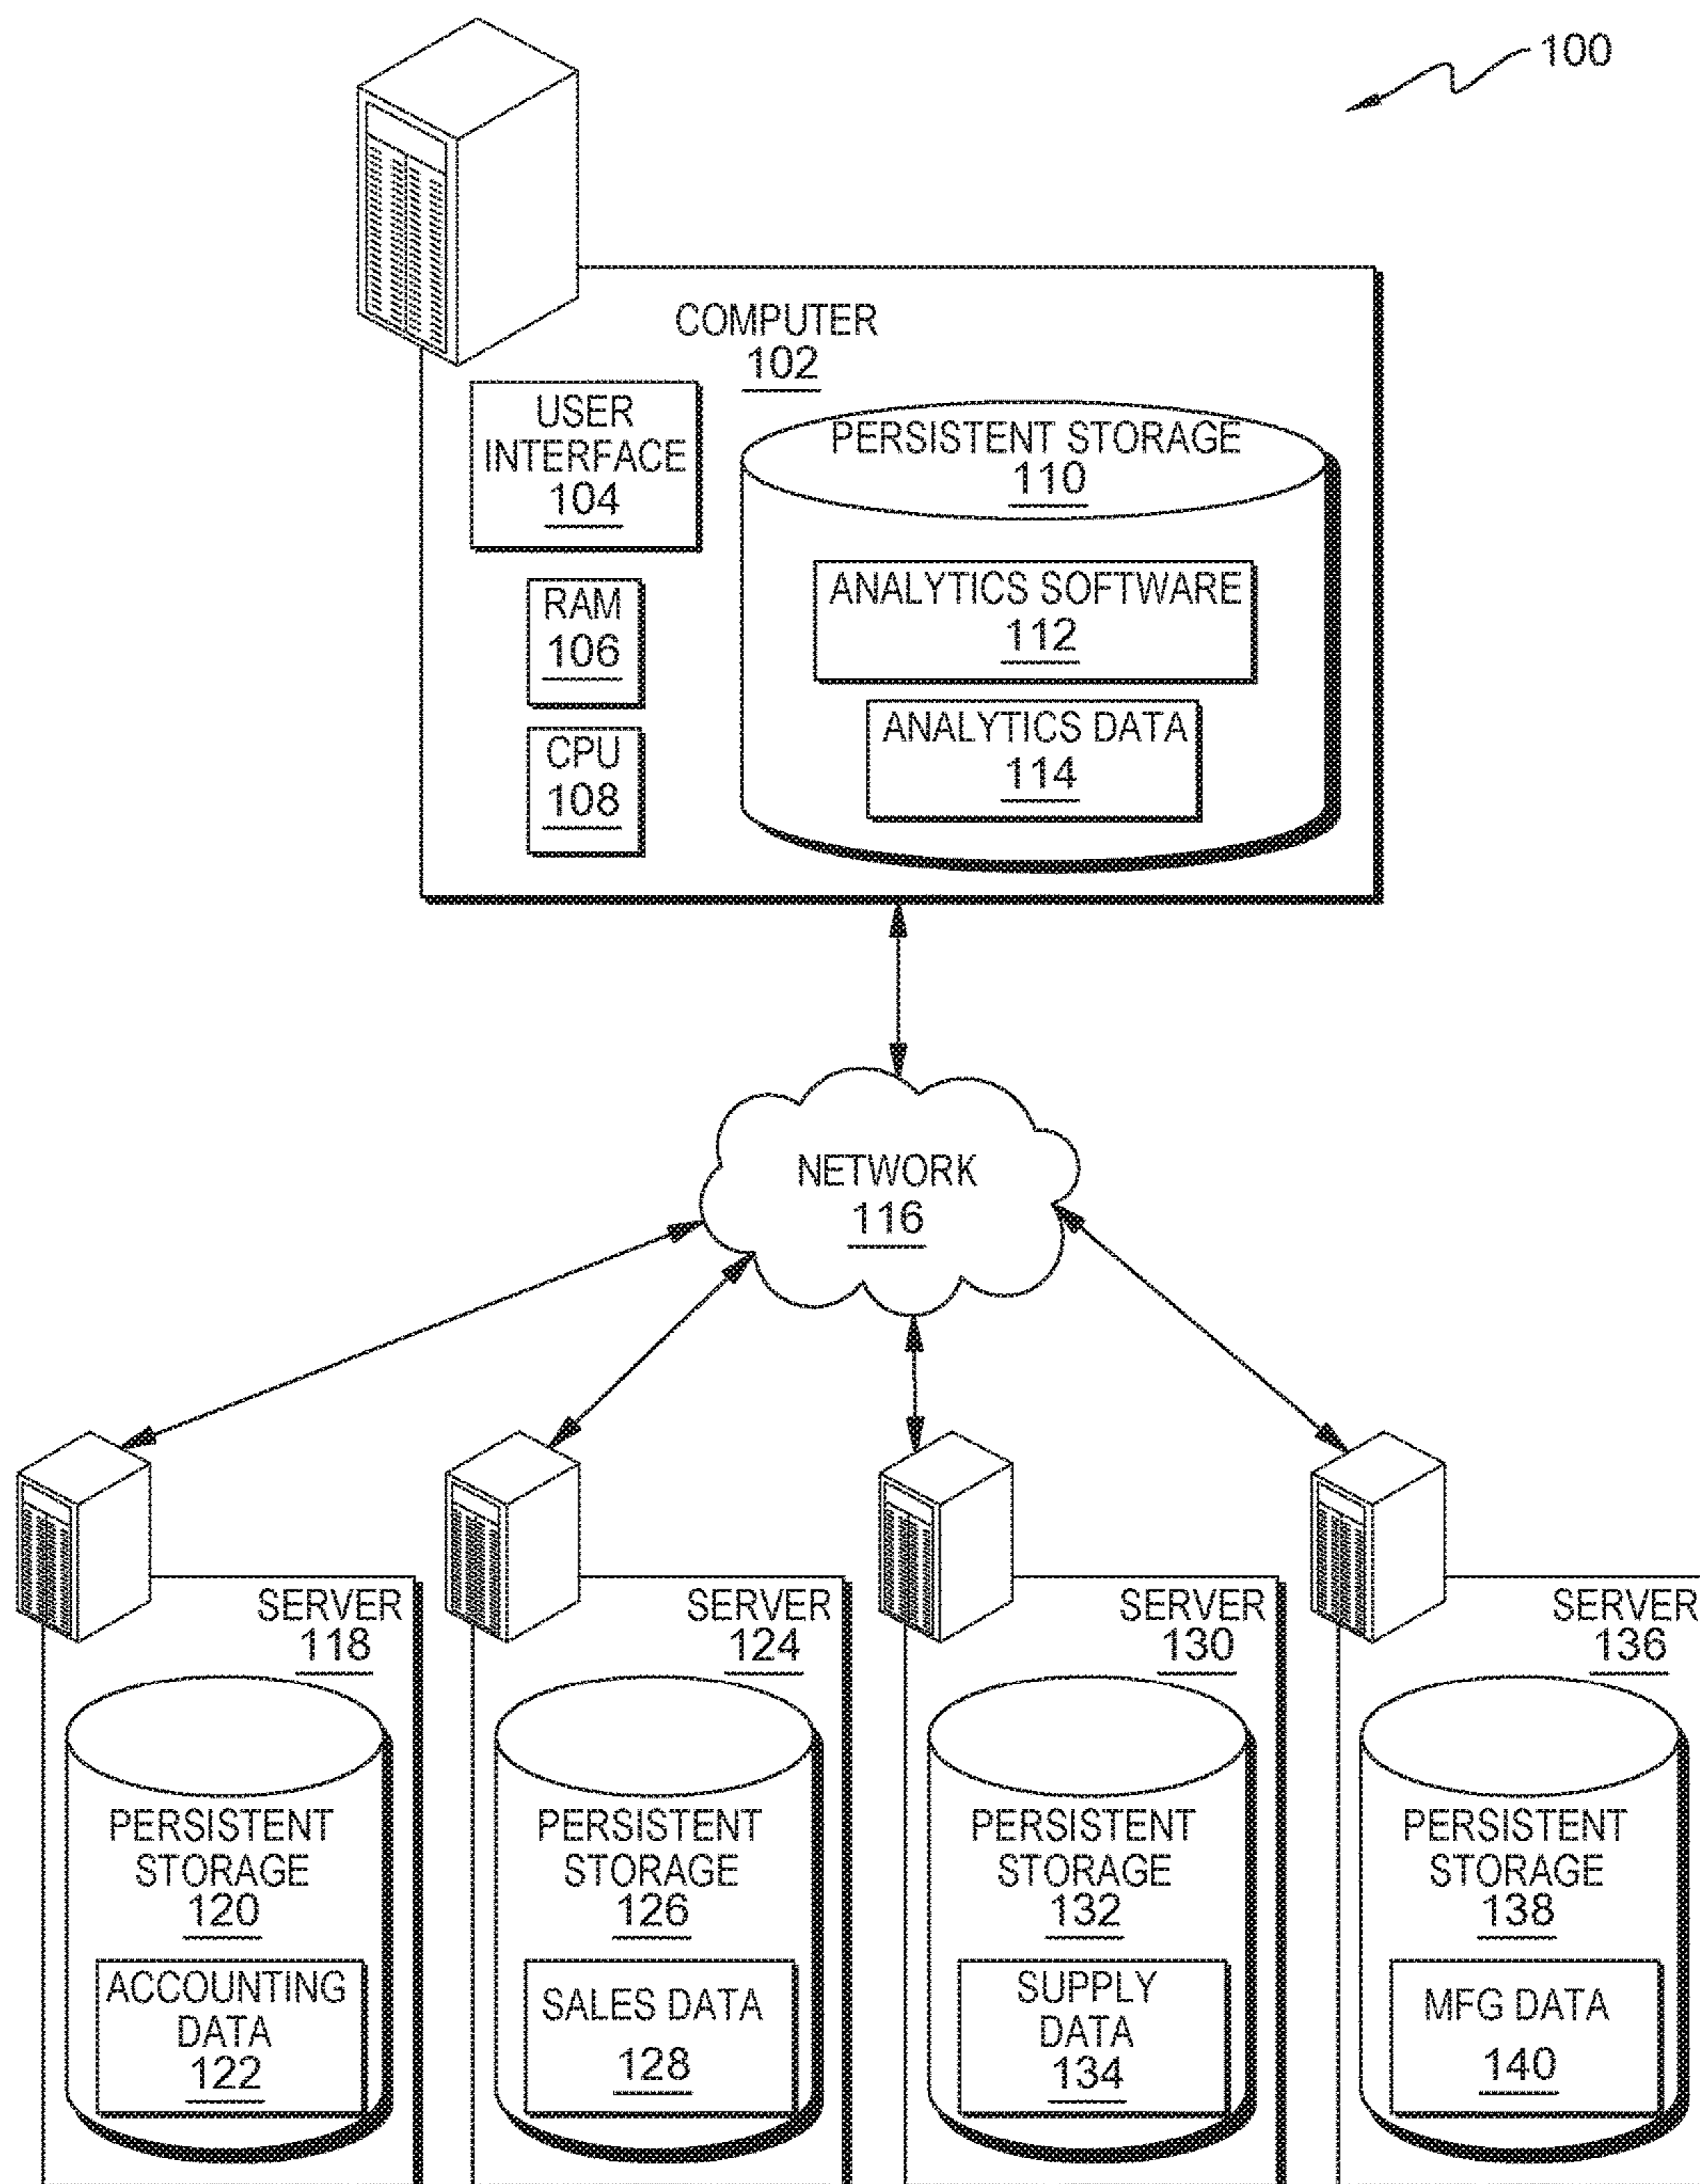 100
COMPUTER
102
USER
INTERFACE
104
PERSISTENT STORAGE
110
RAM
106
ANALYTICS SOFTWARE
112
CPU
108
ANALYTICS DATA
114
NETWORK
116
SERVER
118
PERSISTENT
STORAGE
120
ACCOUNTING
DATA
122
SERVER
124
PERSISTENT
STORAGE
126
SALES DATA
128
SERVER
130
PERSISTENT
STORAGE
132
SUPPLY
DATA
134
SERVER
136
PERSISTENT
STORAGE
138
MFG DATA
140